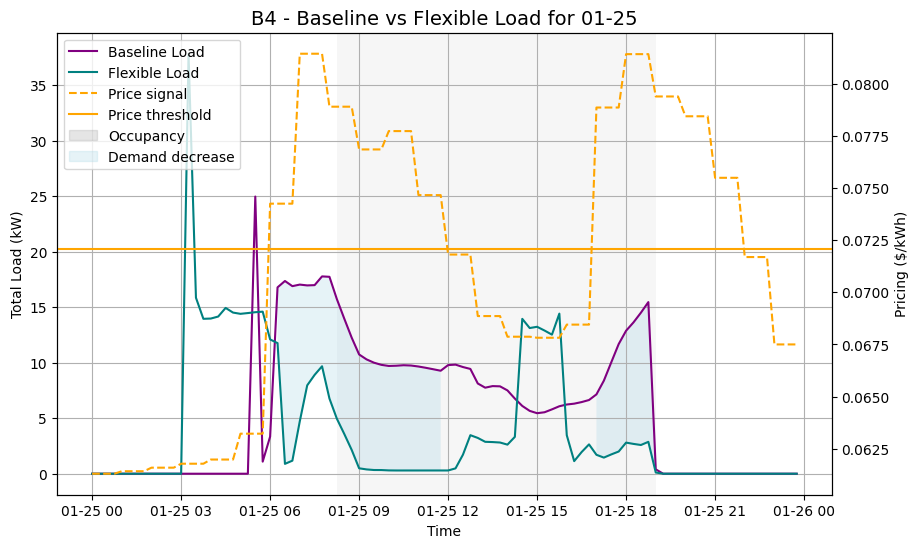 B4 - Baseline vs Flexible Load for 01-25
Baseline Load
Flexible Load
Price signal
Price threshold
Occupancy
Demand decrease
Total Load (kW)
35
30
25
20
15
10
5
0
0.0800
0.0775
0.0750
0.0725
0.0700
0.0675
0.0650
0.0625
Pricing ($/kWh)
01-25 00 01-25 03 01-25 06 01-25 09 01-25 12 01-25 15 01-25 18 01-25 21 01-26 00
Time